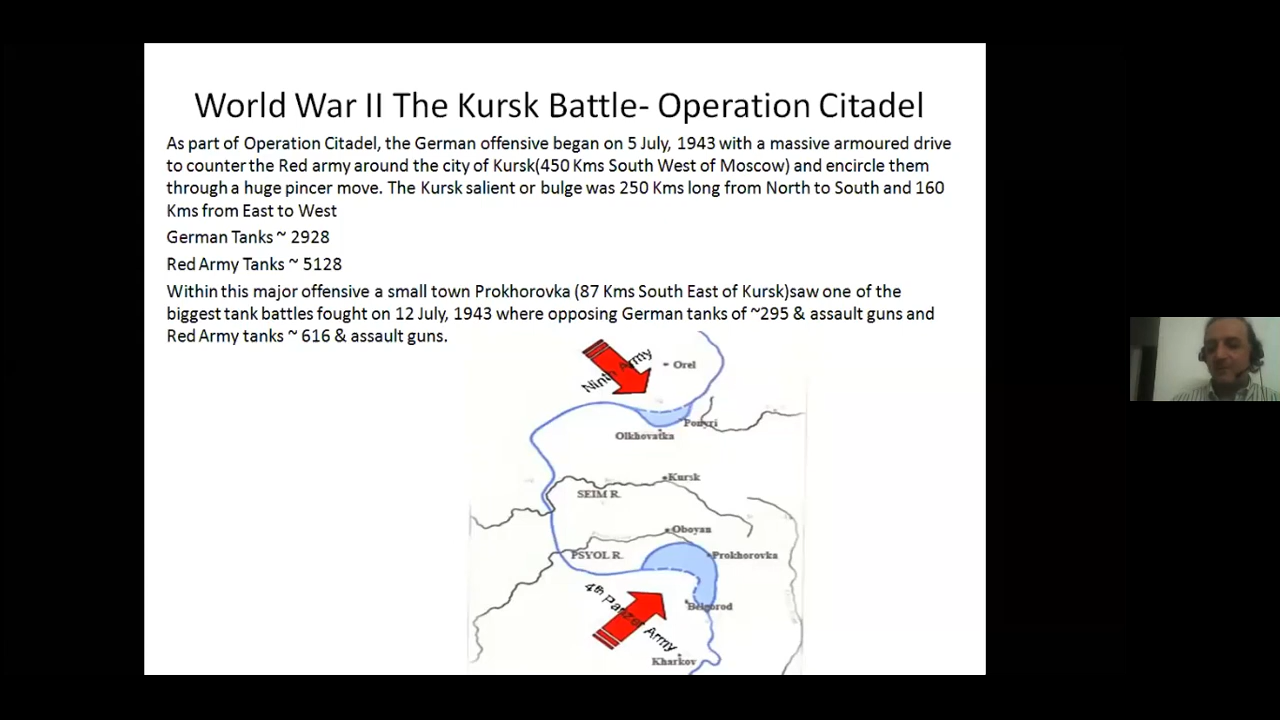 World War II The Kursk Battle- Operation Citadel
As part of Operation Citadel, the German offensive began on 5 July, 1943 with a massive armoured drive
to counter the Red army around the city of Kursk(450 Kms South West of Moscow) and encircle them
through a huge pincer move. The Kursk salient or bulge was 250 Kms long from North to South and 160
Kms from East to West
German Tanks ~ 2928
Red Army Tanks ~ 5128
Within this major offensive a small town Prokhorovka (87 Kms South East of Kursk)saw one of the
biggest tank battles fought on 12 July, 1943 where opposing German tanks of ~295 & assault guns and
Red Army tanks ~ 616 & assault guns.
Ninth Army
Orel
Ponyri
Olkhovatka
Kursk
SEIM R.
Oboyan
PSYOL R.
Prokhorovka
4th Panzer Army
Belgorod
Kharkov